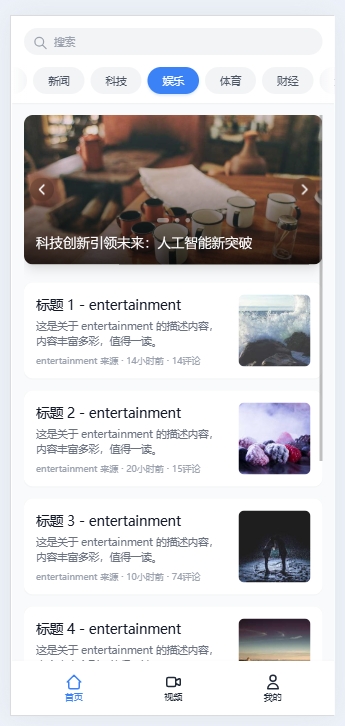 搜索
新闻 科技 娱乐 体育 财经
科技创新引领未来：人工智能新突破
标题 1 - entertainment
这是关于 entertainment 的描述内容，
内容丰富多彩，值得一读。
entertainment 来源 · 14小时前 · 14评论
标题 2 - entertainment
这是关于 entertainment 的描述内容，
内容丰富多彩，值得一读。
entertainment 来源 · 20小时前 · 15评论
标题 3 - entertainment
这是关于 entertainment 的描述内容，
内容丰富多彩，值得一读。
entertainment 来源 · 10小时前 · 74评论
标题 4 - entertainment
这是关于 entertainment 的描述内容，
首页 视频 我的